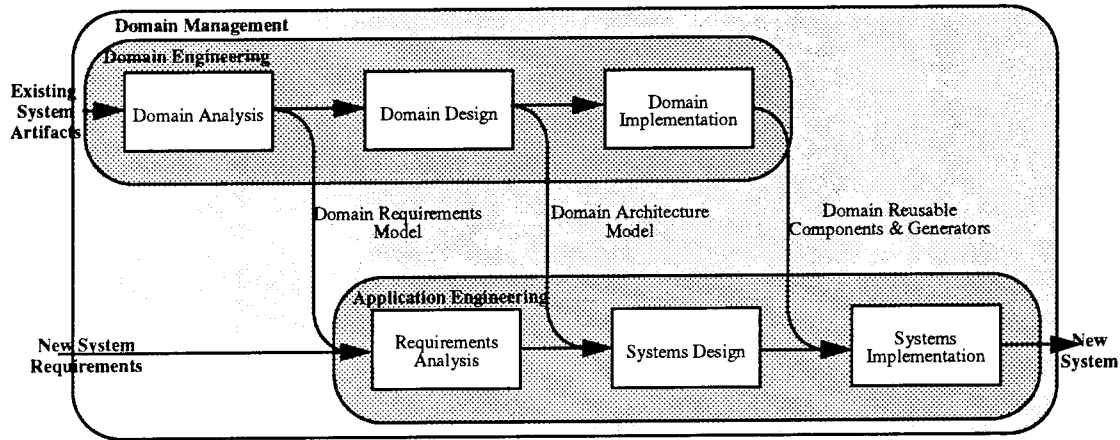 Domain Management
Domain Engineering
Existing
System
Artifacts
Domain Analysis
Domain Design
Domain
Implementation
Domain Requirements
Model
Domain Architecture
Model
Domain Reusable
Components & Generators
Application Engineering
New System
Requirements
Requirements
Analysis
Systems Design
Systems
Implementation
New
System